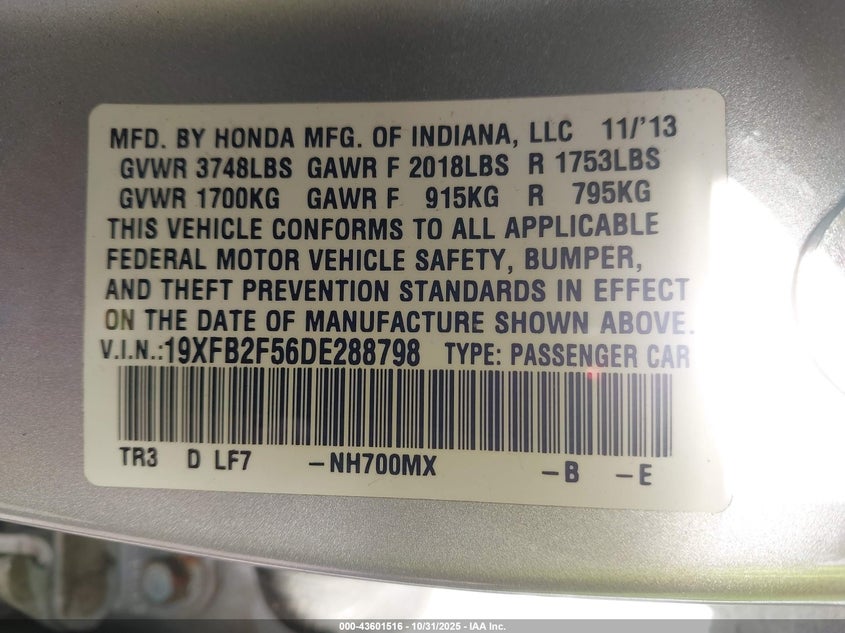 MFD. BY HONDA MFG. OF INDIANA, LLC 11/'13
GVWR 3748LBS GAWR F 2018LBS R 1753LBS
GVWR 1700KG GAWR F 915KG R 795KG
THIS VEHICLE CONFORMS TO ALL APPLICABLE
FEDERAL MOTOR VEHICLE SAFETY, BUMPER,
AND THEFT PREVENTION STANDARDS IN EFFECT
ON THE DATE OF MANUFACTURE SHOWN ABOVE.
V.I.N.:19XFB2F56DE288798 TYPE: PASSENGER CAR
TR3 D LF7 -NH700MX -B -E
000-43601516 - 10/31/2025 - IAA Inc.